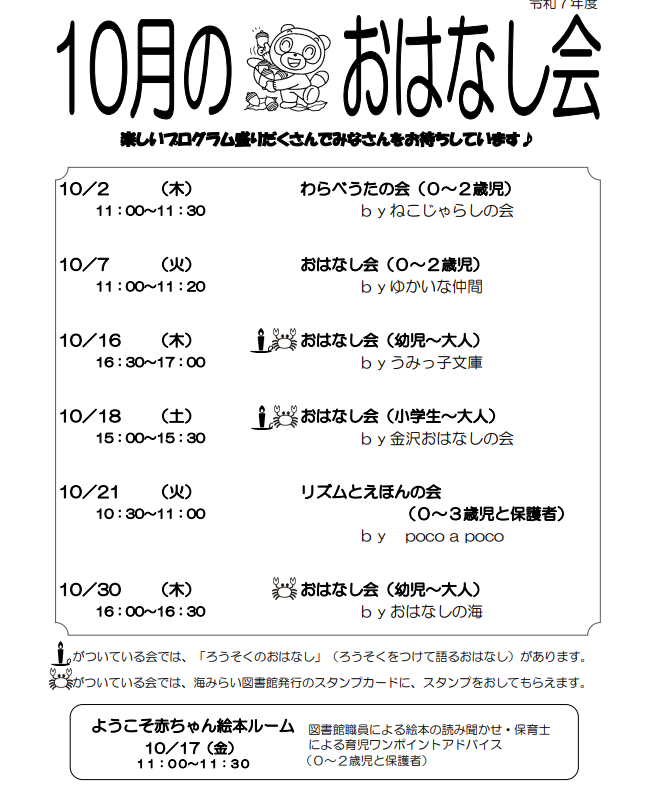 令和７年度
10月の おはなし会
楽しいプログラム盛りだくさんでみなさんをお待ちしています♪
10／2 （木） わらべうたの会（０～２歳児）
11：00～11：30 ｂｙねこじゃらしの会
10／7 （火） おはなし会（０～２歳児）
11：00～11：20 ｂｙゆかいな仲間
10／16 （木） おはなし会（幼児～大人）
16：30～17：00 ｂｙうみっ子文庫
10／18 （土） おはなし会（小学生～大人）
15：00～15：30 ｂｙ金沢おはなしの会
10／21 （火） リズムとえほんの会
10：30～11：00 （０～３歳児と保護者）
ｂｙ poco a poco
10／30 （木） おはなし会（幼児～大人）
16：00～16：30 ｂｙおはなしの海
がついている会では、「ろうそくのおはなし」（ろうそくをつけて語るおはなし）があります。
がついている会では、海みらい図書館発行のスタンプカードに、スタンプをおしてもらえます。
ようこそ赤ちゃん絵本ルーム 図書館職員による絵本の読み聞かせ・保育士
10／17（金） による育児ワンポイントアドバイス
11：00～11：30 （０～２歳児と保護者）